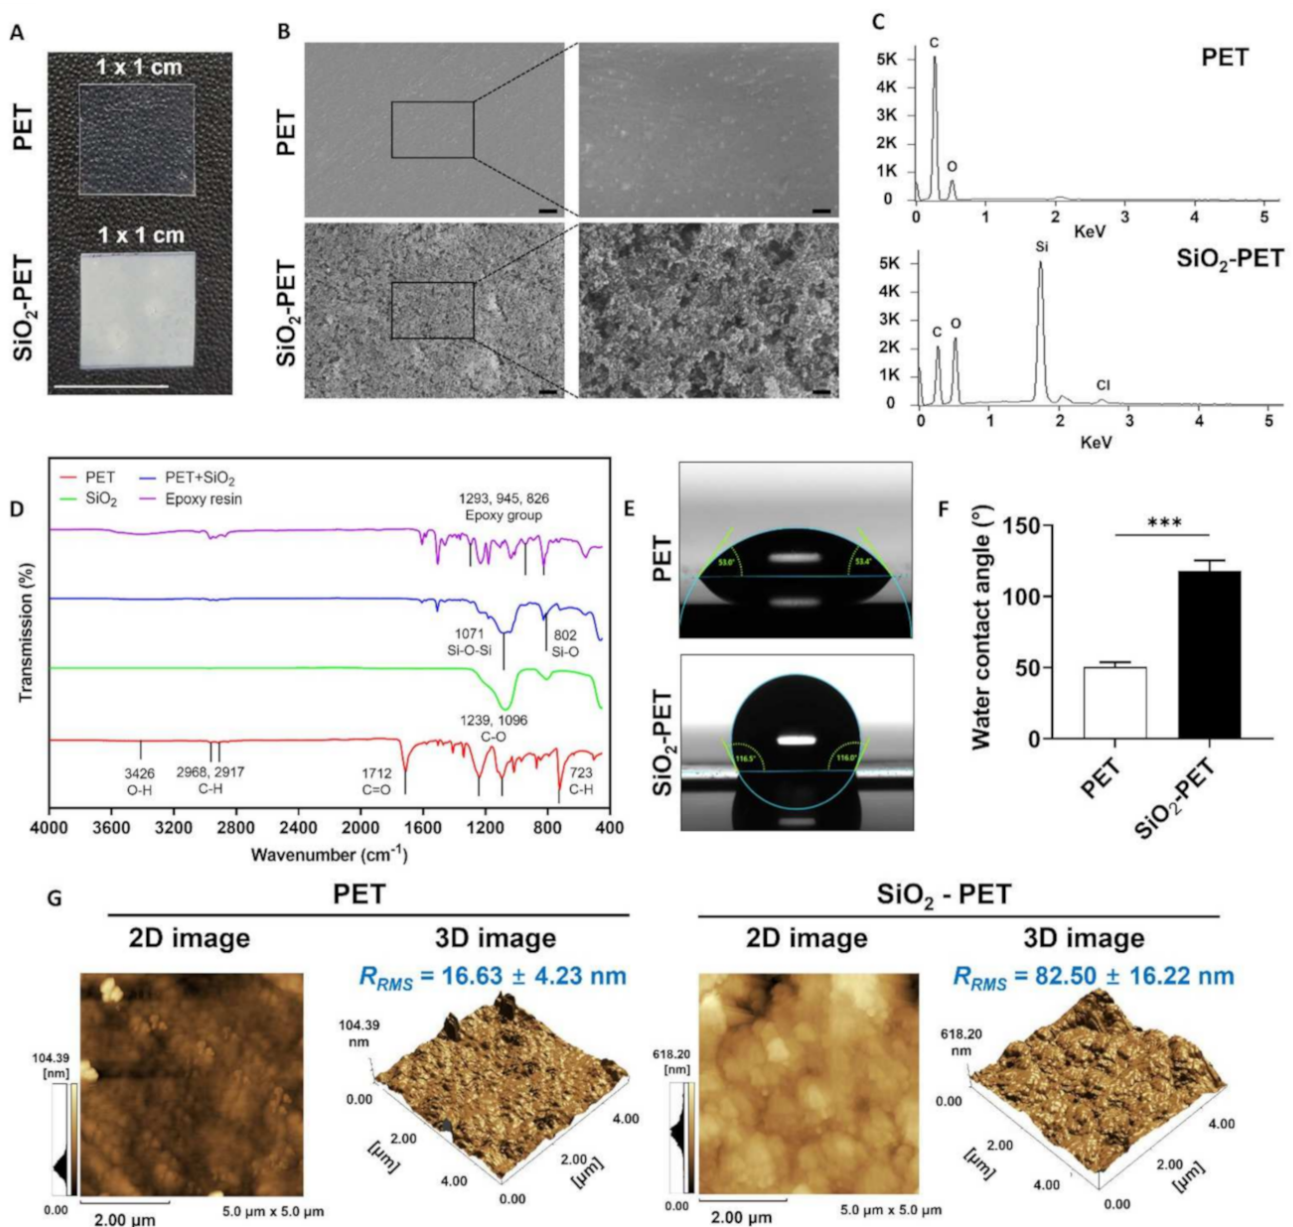 A
1 x 1 cm
PET
1 x 1 cm
SiO₂-PET
B
PET
SiO₂-PET
C
PET
C
O
5K
4K
3K
2K
1K
0
0 1 2 3 4 5
KeV
SiO₂-PET
Si
C
O
Cl
5K
4K
3K
2K
1K
0
0 1 2 3 4 5
KeV
D
PET
PET+SiO₂
SiO₂
Epoxy resin
1293, 945, 826
Epoxy group
1071
Si-O-Si
802
Si-O
1239, 1096
C-O
3426
O-H
2968, 2917
C-H
1712
C=O
723
C-H
Transmission (%)
4000 3600 3200 2800 2400 2000 1600 1200 800 400
Wavenumber (cm⁻¹)
E
PET
53.0°
53.4°
SiO₂-PET
116.5°
116.0°
F
Water contact angle (°)
150
100
50
0
***
PET
SiO₂-PET
G
PET
2D image
3D image
R_RMS = 16.63 ± 4.23 nm
104.39
[nm]
0.00
2.00 µm
5.0 µm x 5.0 µm
104.39
nm
0.00
2.00
4.00
[µm]
0.00
2.00
4.00
[µm]
SiO₂ - PET
2D image
3D image
R_RMS = 82.50 ± 16.22 nm
618.20
[nm]
0.00
2.00 µm
5.0 µm x 5.0 µm
618.20
nm
0.00
2.00
4.00
[µm]
0.00
2.00
4.00
[µm]